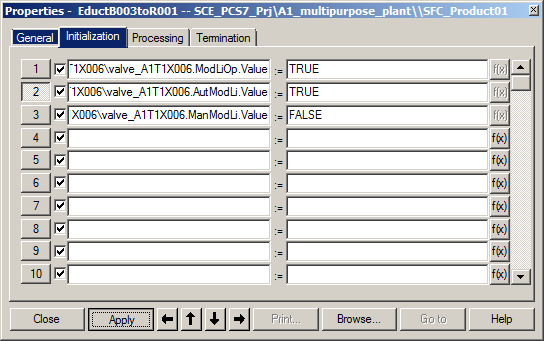 Properties - EductB003toR001 -- SCE_PCS7_Prj\A1_multipurpose_plant\\SFC_Product01
General Initialization Processing Termination
1 1X006\valve_A1T1X006.ModLiOp.Value := TRUE f(x)
2 1X006\valve_A1T1X006.AutModLi.Value := TRUE f(x)
3 X006\valve_A1T1X006.ManModLi.Value := FALSE f(x)
4 := f(x)
5 := f(x)
6 := f(x)
7 := f(x)
8 := f(x)
9 := f(x)
10 := f(x)
Close Apply Print... Browse... Go to Help